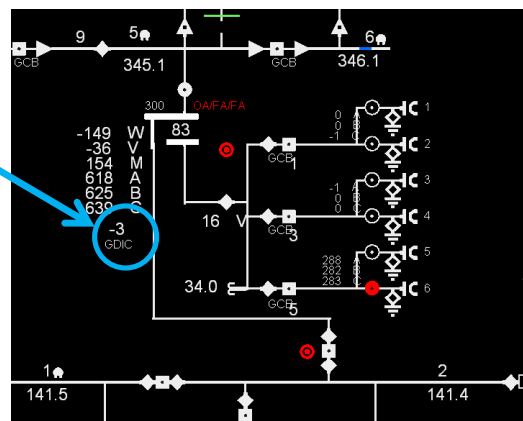 9
5
6
GCB
345.1
GCB
346.1
300
OA/FA/FA
83
-149 W
-36 V
154 M
618 A
625 B
639 C
-3
GDIC
16
V
34.0
0 A
0 B
-1 C
1
2
GCB
1
-1 A
0 B
0 C
3
4
GCB
3
288 A
282 B
283 C
5
6
GCB
5
1
141.5
2
141.4